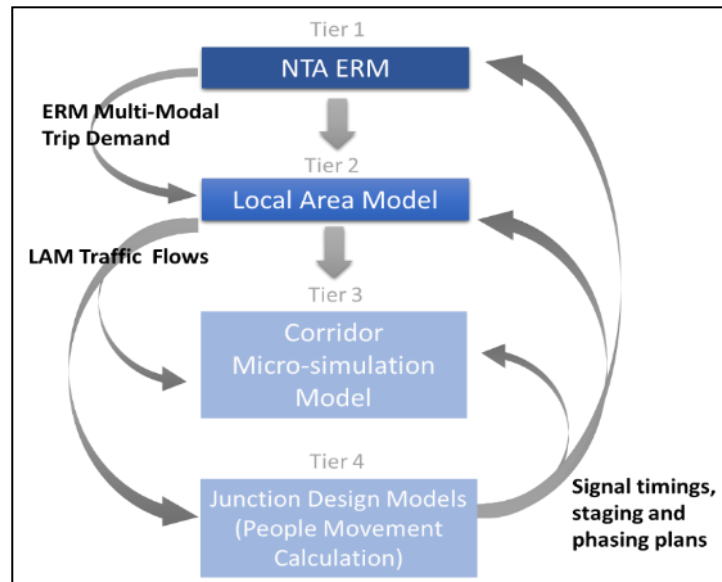 Tier 1
NTA ERM
ERM Multi-Modal
Trip Demand
Tier 2
Local Area Model
LAM Traffic Flows
Tier 3
Corridor
Micro-simulation
Model
Tier 4
Junction Design Models
(People Movement
Calculation)
Signal timings,
staging and
phasing plans